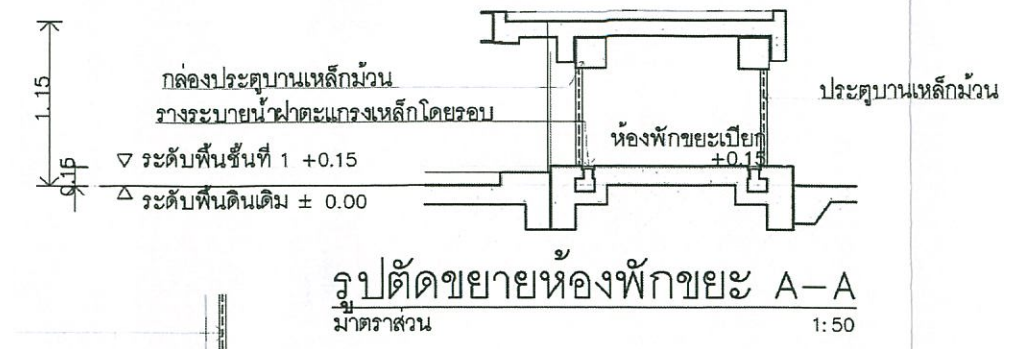 1.15
0.15
กล่องประตูบานเหล็กม้วน
รางระบายน้ำฝาตะแกรงเหล็กโดยรอบ
ประตูบานเหล็กม้วน
ห้องพักขยะเปียก
+0.15
ระดับพื้นชั้นที่ 1 +0.15
ระดับพื้นดินเดิม ± 0.00
รูปตัดขยายห้องพักขยะ A-A
มาตราส่วน 1:50